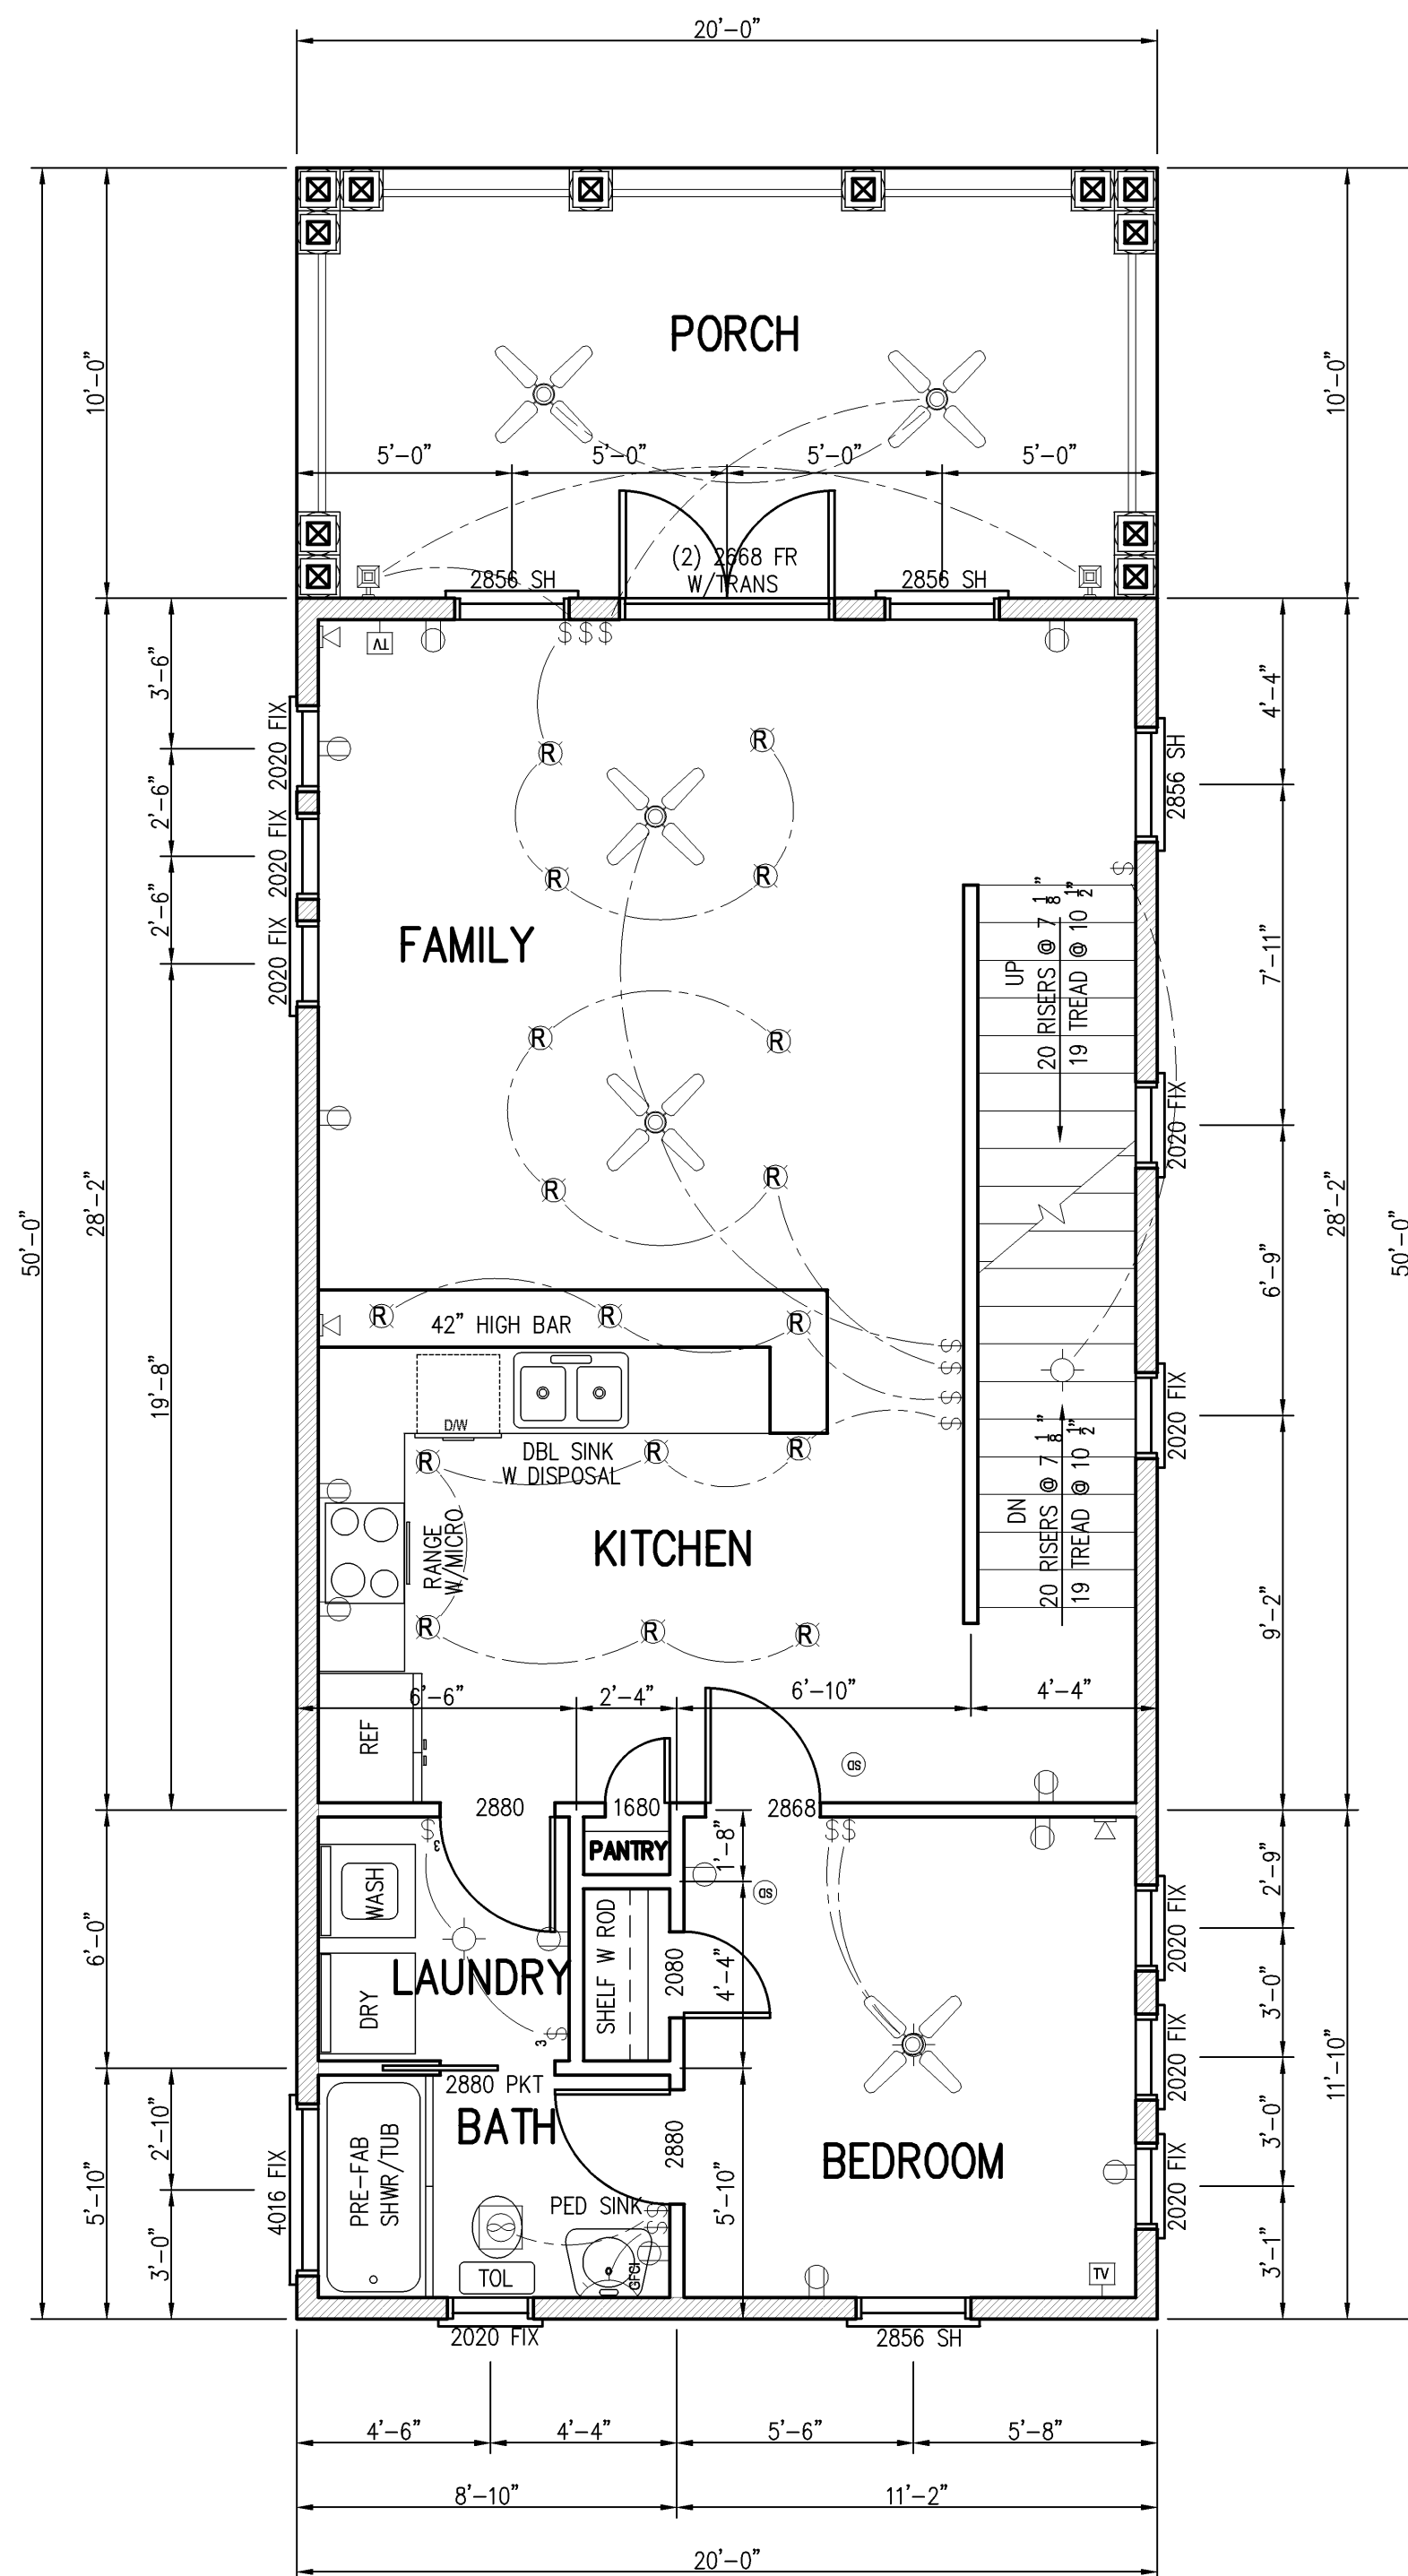 20'-0"
PORCH
10'-0"
10'-0"
5'-0"
5'-0"
5'-0"
5'-0"
(2) 2668 FR
W/TRANS
2856 SH
2856 SH
TV
$ $ $
3'-6"
2'-6"
2'-6"
2020 FIX
2020 FIX
2020 FIX
R
R
R
R
FAMILY
4'-4"
2856 SH
$
7'-11"
UP
20 RISERS @ 7 1/8"
19 TREAD @ 10 1/2"
R
R
R
R
2020 FIX
28'-2"
50'-0"
28'-2"
50'-0"
6'-9"
19'-8"
42" HIGH BAR
R
R
R
$
$
$
$
2020 FIX
D/W
DBL SINK
W DISPOSAL
R
R
R
RANGE
W/MICRO
KITCHEN
DN
20 RISERS @ 7 1/8"
19 TREAD @ 10 1/2"
R
R
R
9'-2"
6'-6"
2'-4"
6'-10"
4'-4"
REF
SD
2880
1680
2868
PANTRY
$3
$$
1'-8"
SD
WASH
2'-9"
2020 FIX
6'-0"
LAUNDRY
SHELF W ROD
2080
4'-4"
DRY
$3
3'-0"
2020 FIX
11'-10"
2880 PKT
BATH
2880
BEDROOM
3'-0"
2020 FIX
2'-10"
5'-10"
4016 FIX
PRE-FAB
SHWR/TUB
PED SINK
$
$
5'-10"
3'-0"
TOL
GFCI
TV
3'-1"
2020 FIX
2856 SH
4'-6"
4'-4"
5'-6"
5'-8"
8'-10"
11'-2"
20'-0"